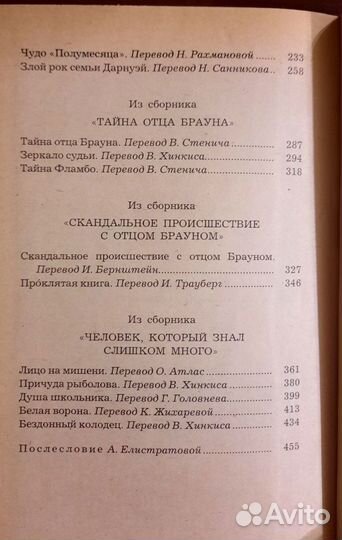 Чудо «Полумесяца». Перевод Н. Рахмановой 233
Злой рок семьи Дарнуэй. Перевод Н. Санникова . . 258
Из сборника
«ТАЙНА ОТЦА БРАУНА»
Тайна отца Брауна. Перевод В. Стенича 287
Зеркало судьи. Перевод В. Хинкиса 294
Тайна Фламбо. Перевод В. Стенича 318
Из сборника
«СКАНДАЛЬНОЕ ПРОИСШЕСТВИЕ
С ОТЦОМ БРАУНОМ»
Скандальное происшествие с отцом Брауном.
Перевод И. Бернштейн 327
Проклятая книга. Перевод И. Трауберг 346
Из сборника
«ЧЕЛОВЕК, КОТОРЫЙ ЗНАЛ
СЛИШКОМ МНОГО»
Лицо на мишени. Перевод О. Атлас 361
Причуда рыболова. Перевод В. Хинкиса 380
Душа школьника. Перевод Г. Головнева 399
Белая ворона. Перевод К. Жихаревой 413
Бездонный колодец. Перевод В. Хинкиса 434
Послесловие А. Елистратовой 455
Avito